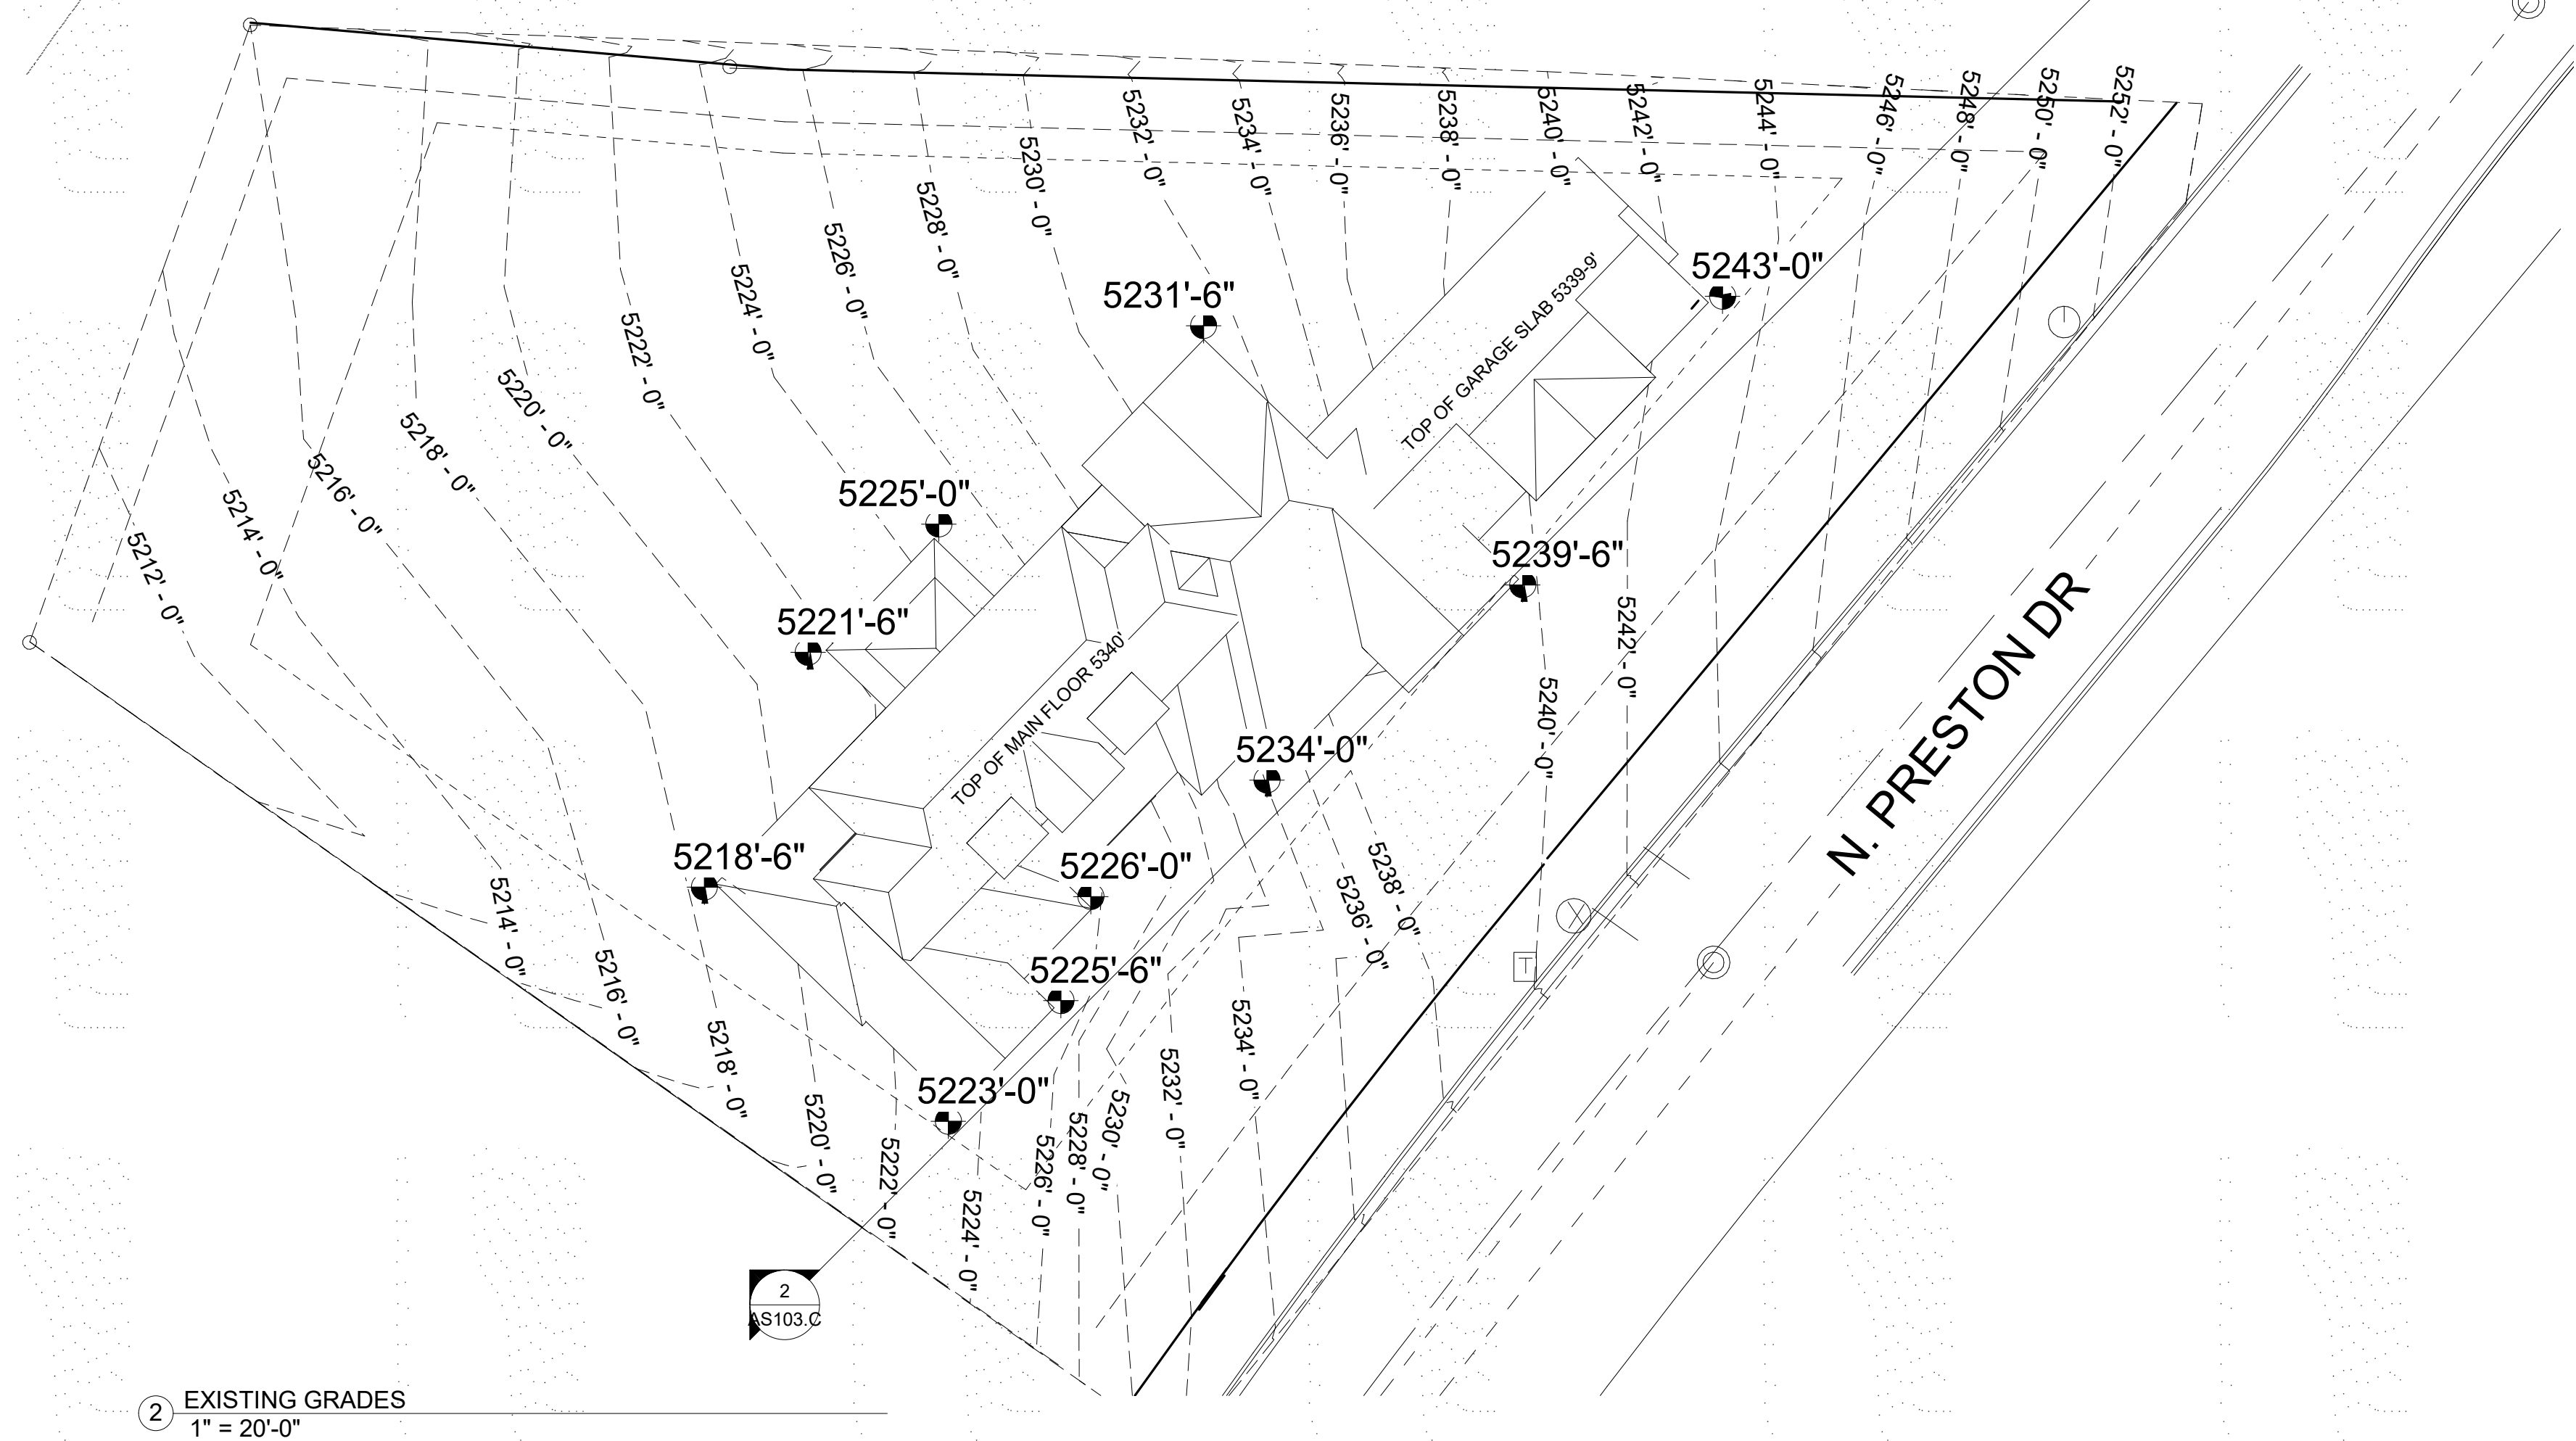 5232' - 0"
5234' - 0"
5236' - 0"
5238' - 0"
5240' - 0"
5242' - 0"
5244' - 0"
5246' - 0"
5248' - 0"
5250' - 0"
5252' - 0"
5230' - 0"
5228' - 0"
5226' - 0"
5224' - 0"
5222' - 0"
5220' - 0"
5218' - 0"
5216' - 0"
5214' - 0"
5212' - 0"
5231'-6"
5243'-0"
TOP OF GARAGE SLAB 5339-9'
5225'-0"
5239'-6"
5221'-6"
5242' - 0"
TOP OF MAIN FLOOR 5340'
5240' - 0"
N. PRESTON DR
5234'-0"
5218'-6"
5226'-0"
5238' - 0"
5236' - 0"
5214' - 0"
5216' - 0"
5225'-6"
T
5218' - 0"
5234' - 0"
5232' - 0"
5223'-0"
5220' - 0"
5222' - 0"
5224' - 0"
5226' - 0"
5228' - 0"
5230' - 0"
2
AS103.C
2 EXISTING GRADES
1" = 20'-0"